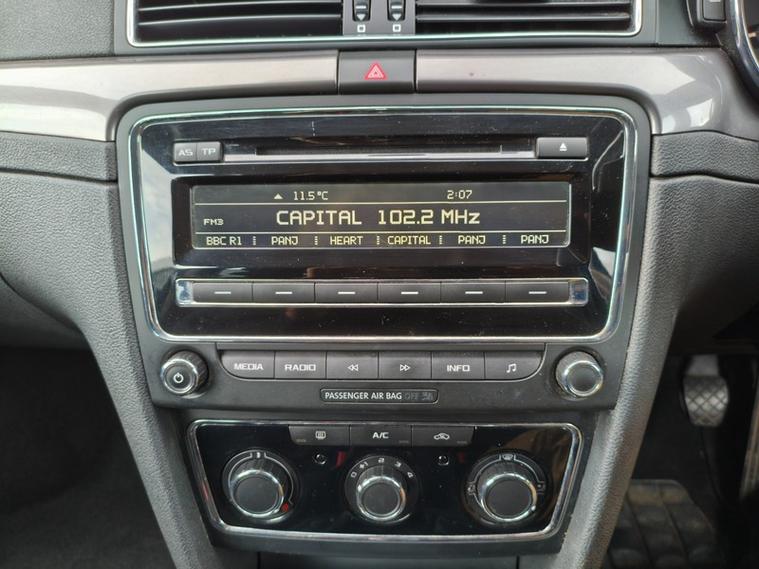 AS TP
11.5°C 2:07
FM3 CAPITAL 102.2 MHz
BBC R1 PANJ HEART CAPITAL PANJ PANJ
MEDIA RADIO INFO
PASSENGER AIR BAG OFF
A/C